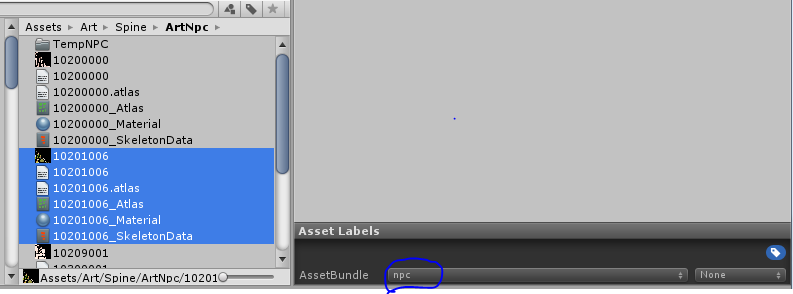 Assets ▸ Art ▸ Spine ▸ ArtNpc ▸
TempNPC
10200000
10200000
10200000.atlas
10200000_Atlas
10200000_Material
10200000_SkeletonData
10201006
10201006
10201006.atlas
10201006_Atlas
10201006_Material
10201006_SkeletonData
10209001
10209001
Assets/Art/Spine/ArtNpc/10201
Asset Labels
AssetBundle npc None